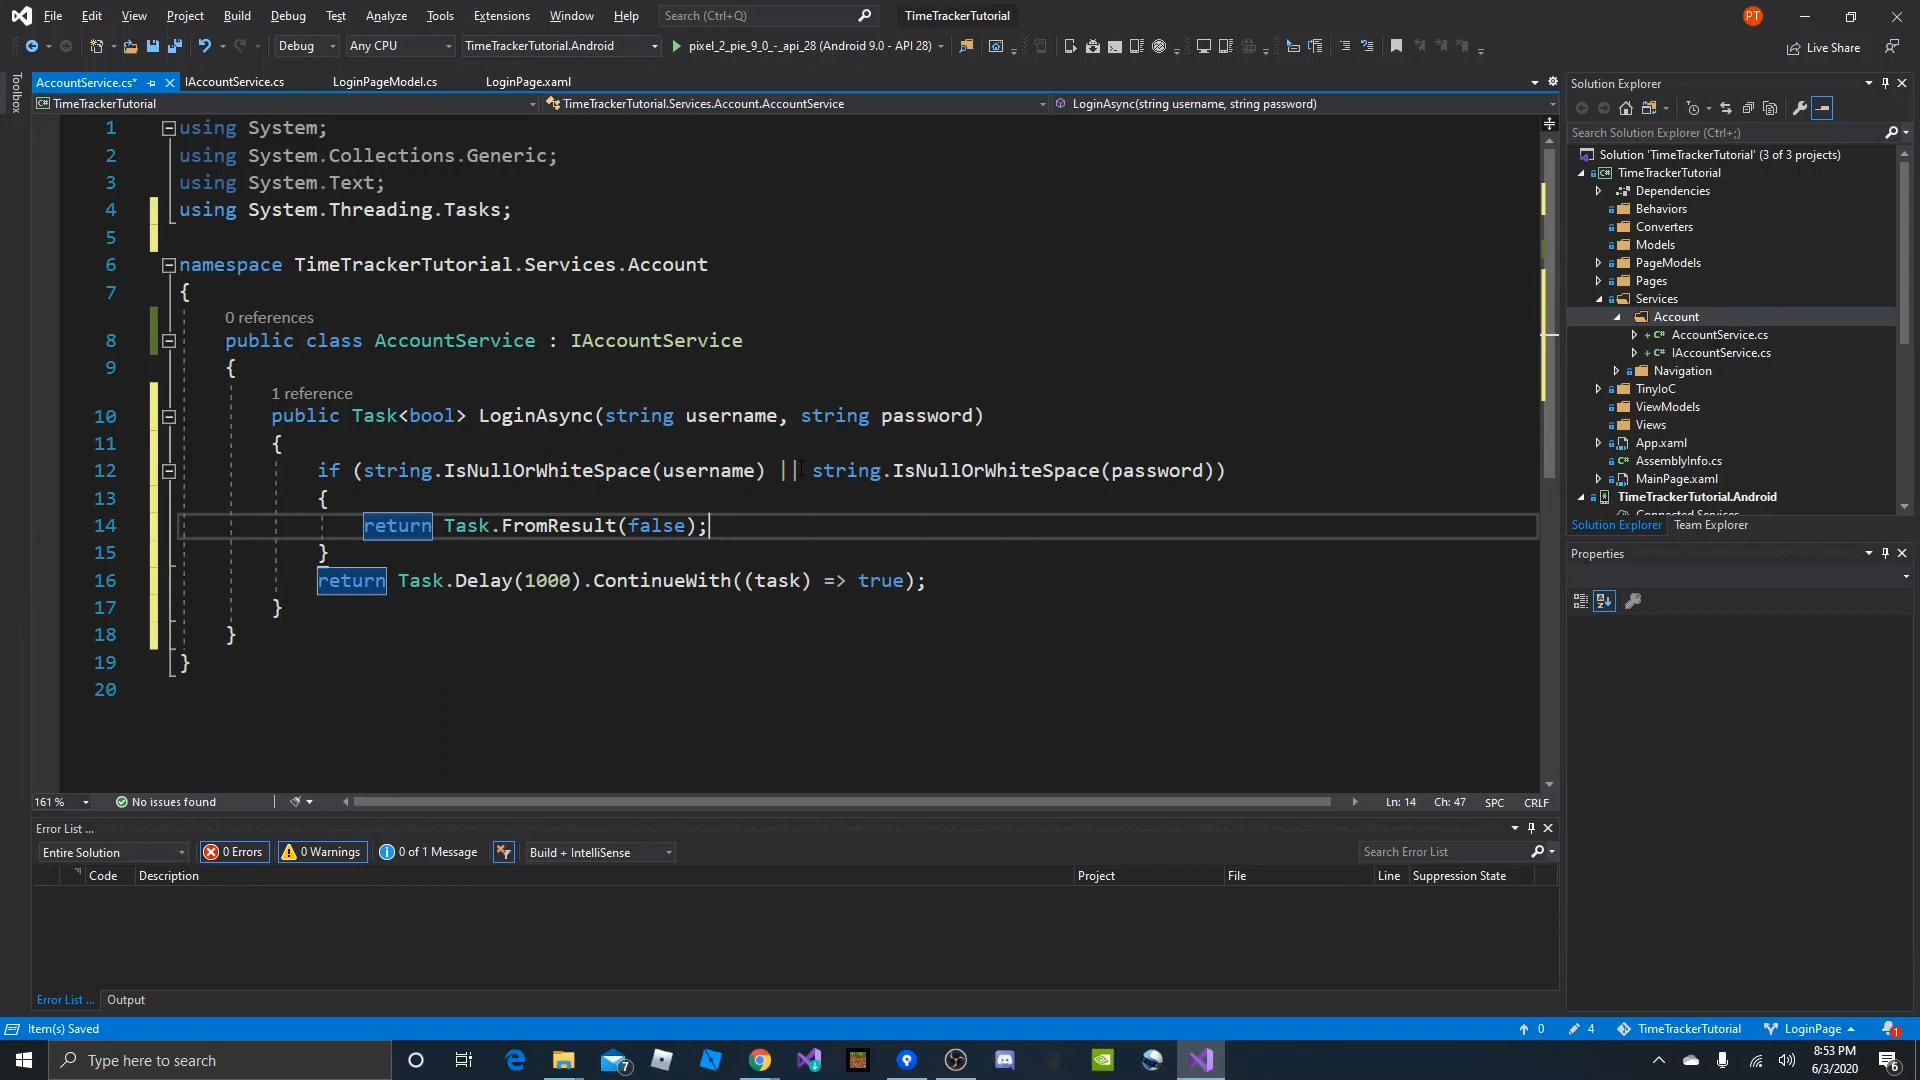 File Edit View Project Build Debug Test Analyze Tools Extensions Window Help Search (Ctrl+Q) TimeTrackerTutorial PT
Debug Any CPU TimeTrackerTutorial.Android pixel_2_pie_9_0_-_api_28 (Android 9.0 - API 28) Live Share
Toolbox
AccountService.cs* IAccountService.cs LoginPageModel.cs LoginPage.xaml
TimeTrackerTutorial TimeTrackerTutorial.Services.Account.AccountService LoginAsync(string username, string password)
1 using System;
2 using System.Collections.Generic;
3 using System.Text;
4 using System.Threading.Tasks;
5
6 namespace TimeTrackerTutorial.Services.Account
7 {
0 references
8 public class AccountService : IAccountService
9 {
1 reference
10 public Task<bool> LoginAsync(string username, string password)
11 {
12 if (string.IsNullOrWhiteSpace(username) || string.IsNullOrWhiteSpace(password))
13 {
14 return Task.FromResult(false);
15 }
16 return Task.Delay(1000).ContinueWith((task) => true);
17 }
18 }
19 }
20
161 % No issues found Ln: 14 Ch: 47 SPC CRLF
Error List ...
Entire Solution 0 Errors 0 Warnings 0 of 1 Message Build + IntelliSense Search Error List
Code Description Project File Line Suppression State
Error List ... Output
Solution Explorer
Search Solution Explorer (Ctrl+;)
Solution 'TimeTrackerTutorial' (3 of 3 projects)
TimeTrackerTutorial
Dependencies
Behaviors
Converters
Models
PageModels
Pages
Services
Account
AccountService.cs
IAccountService.cs
Navigation
TinyIoC
ViewModels
Views
App.xaml
AssemblyInfo.cs
MainPage.xaml
TimeTrackerTutorial.Android
Connected Services
Solution Explorer Team Explorer
Properties
Item(s) Saved 0 4 TimeTrackerTutorial LoginPage 1
Type here to search 7 8:53 PM
6/3/2020 6